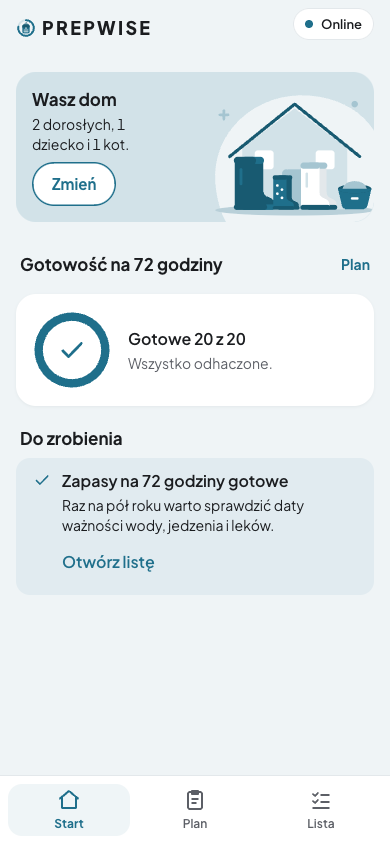 PREPWISE
Online
Wasz dom
2 dorosłych, 1
dziecko i 1 kot.
Zmień
Gotowość na 72 godziny
Plan
Gotowe 20 z 20
Wszystko odhaczone.
Do zrobienia
Zapasy na 72 godziny gotowe
Raz na pół roku warto sprawdzić daty
ważności wody, jedzenia i leków.
Otwórz listę
Start
Plan
Lista